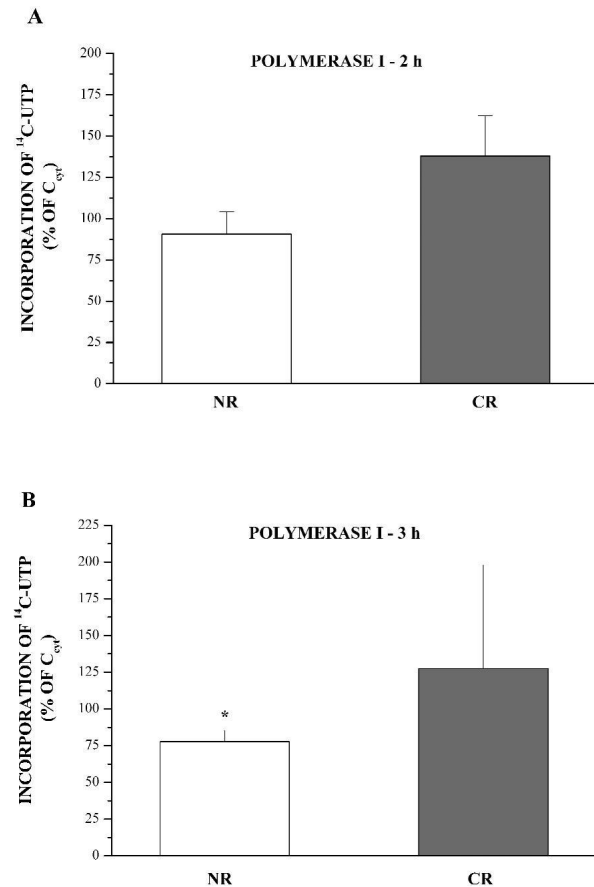 A
POLYMERASE I - 2 h
INCORPORATION OF ¹⁴C-UTP
(% OF Ccyt)
200
175
150
125
100
75
50
25
0
NR
CR
B
POLYMERASE I - 3 h
INCORPORATION OF ¹⁴C-UTP
(% OF Ccyt)
225
200
175
150
125
100
75
50
25
0
*
NR
CR